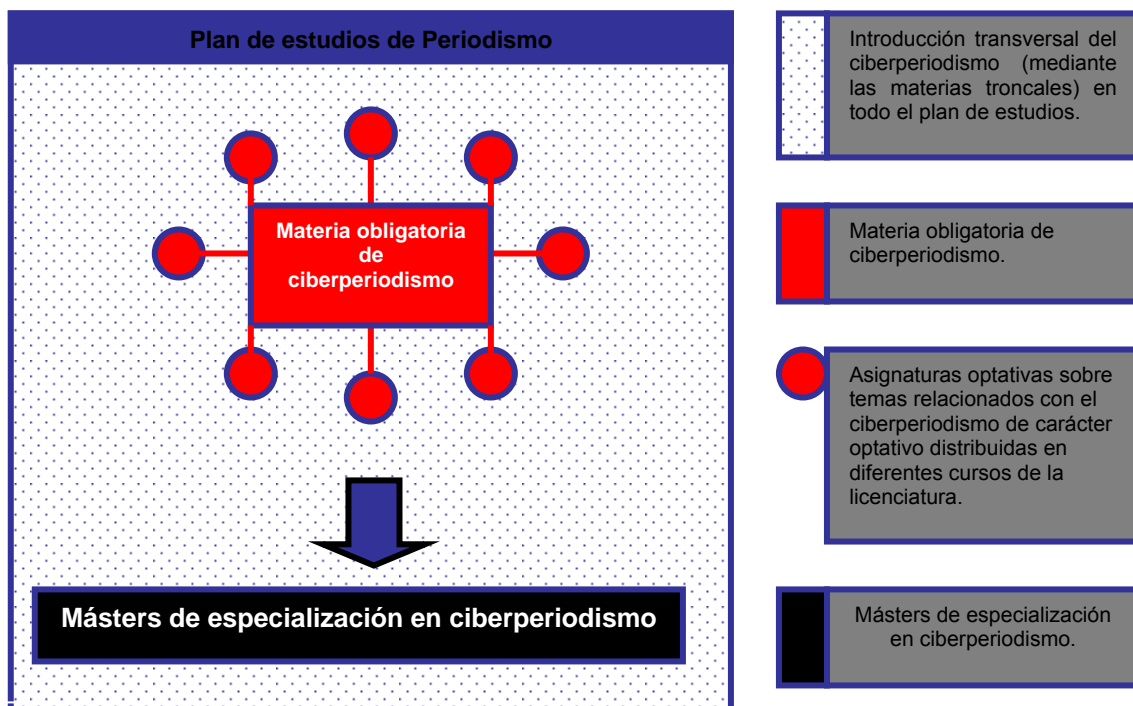 Plan de estudios de Periodismo
Materia obligatoria
de
ciberperiodismo
Másters de especialización en ciberperiodismo
Introducción transversal del
ciberperiodismo (mediante
las materias troncales) en
todo el plan de estudios.
Materia obligatoria de
ciberperiodismo.
Asignaturas optativas sobre
temas relacionados con el
ciberperiodismo de carácter
optativo distribuidas en
diferentes cursos de la
licenciatura.
Másters de especialización
en ciberperiodismo.